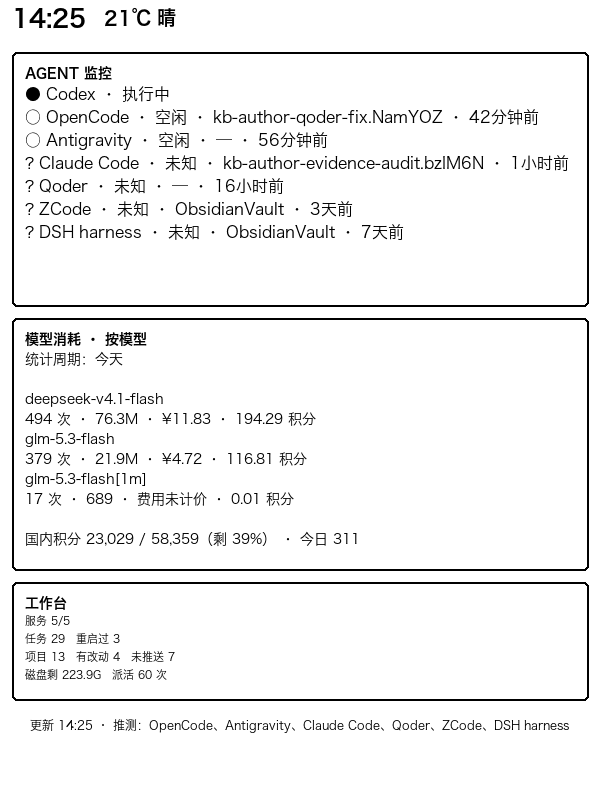 14:25 21℃ 晴
AGENT 监控
● Codex · 执行中
○ OpenCode · 空闲 · kb-author-qoder-fix.NamYOZ · 42分钟前
○ Antigravity · 空闲 · — · 56分钟前
? Claude Code · 未知 · kb-author-evidence-audit.bzlM6N · 1小时前
? Qoder · 未知 · — · 16小时前
? ZCode · 未知 · ObsidianVault · 3天前
? DSH harness · 未知 · ObsidianVault · 7天前
模型消耗 · 按模型
统计周期：今天
deepseek-v4.1-flash
494 次 · 76.3M · ¥11.83 · 194.29 积分
glm-5.3-flash
379 次 · 21.9M · ¥4.72 · 116.81 积分
glm-5.3-flash[1m]
17 次 · 689 · 费用未计价 · 0.01 积分
国内积分 23,029 / 58,359（剩 39%） · 今日 311
工作台
服务 5/5
任务 29 重启过 3
项目 13 有改动 4 未推送 7
磁盘剩 223.9G 派活 60 次
更新 14:25 · 推测：OpenCode、Antigravity、Claude Code、Qoder、ZCode、DSH harness